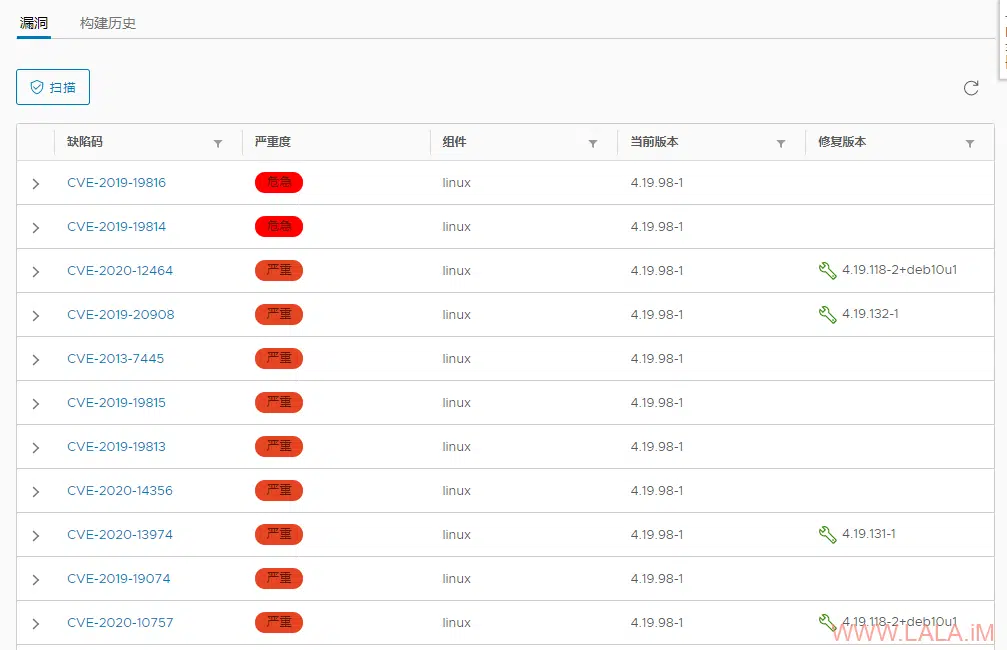 漏洞 构建历史
扫描
缺陷码 严重度 组件 当前版本 修复版本
CVE-2019-19816 危急 linux 4.19.98-1
CVE-2019-19814 危急 linux 4.19.98-1
CVE-2020-12464 严重 linux 4.19.98-1 4.19.118-2+deb10u1
CVE-2019-20908 严重 linux 4.19.98-1 4.19.132-1
CVE-2013-7445 严重 linux 4.19.98-1
CVE-2019-19815 严重 linux 4.19.98-1
CVE-2019-19813 严重 linux 4.19.98-1
CVE-2020-14356 严重 linux 4.19.98-1
CVE-2020-13974 严重 linux 4.19.98-1 4.19.131-1
CVE-2019-19074 严重 linux 4.19.98-1
CVE-2020-10757 严重 linux 4.19.98-1 4.19.118-2+deb10u1
WWW.LALA.iM